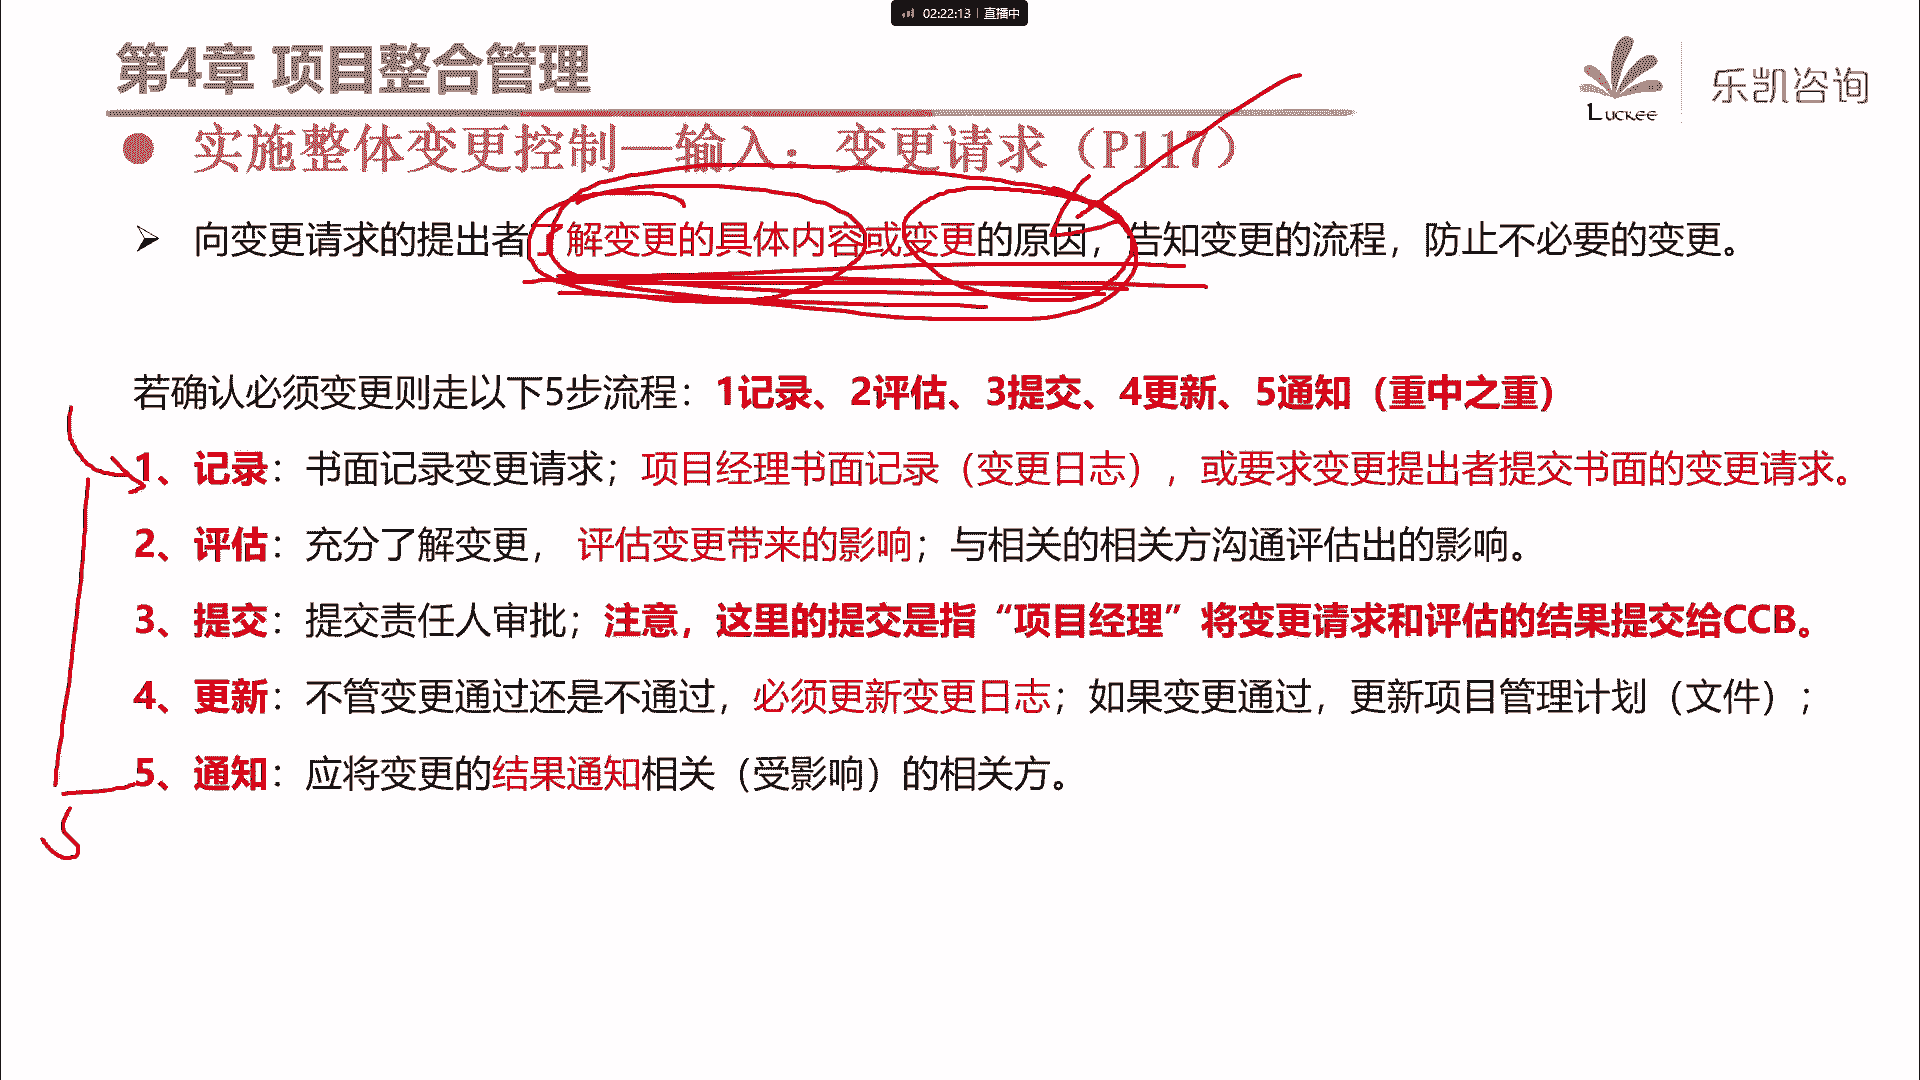 02:22:13 直播中
第4章 项目整合管理
Luckee 乐凯咨询
实施整体变更控制—输入：变更请求（P117）
向变更请求的提出者了解变更的具体内容或变更的原因，告知变更的流程，防止不必要的变更。
若确认必须变更则走以下5步流程：1记录、2评估、3提交、4更新、5通知（重中之重）
1、记录：书面记录变更请求；项目经理书面记录（变更日志），或要求变更提出者提交书面的变更请求。
2、评估：充分了解变更， 评估变更带来的影响；与相关的相关方沟通评估出的影响。
3、提交：提交责任人审批；注意，这里的提交是指“项目经理”将变更请求和评估的结果提交给CCB。
4、更新：不管变更通过还是不通过，必须更新变更日志；如果变更通过，更新项目管理计划（文件）；
5、通知：应将变更的结果通知相关（受影响）的相关方。